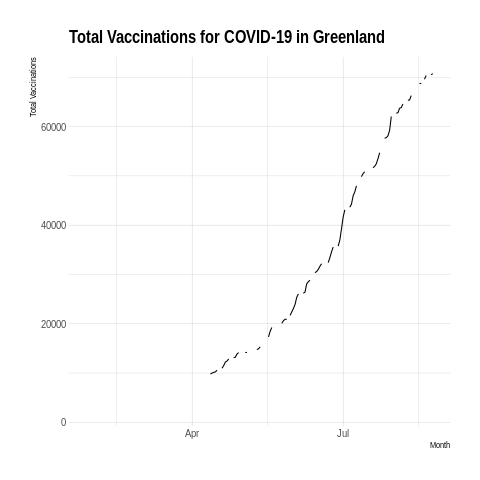 Total Vaccinations for COVID-19 in Greenland
Total Vaccinations
60000
40000
20000
0
Apr
Jul
Month